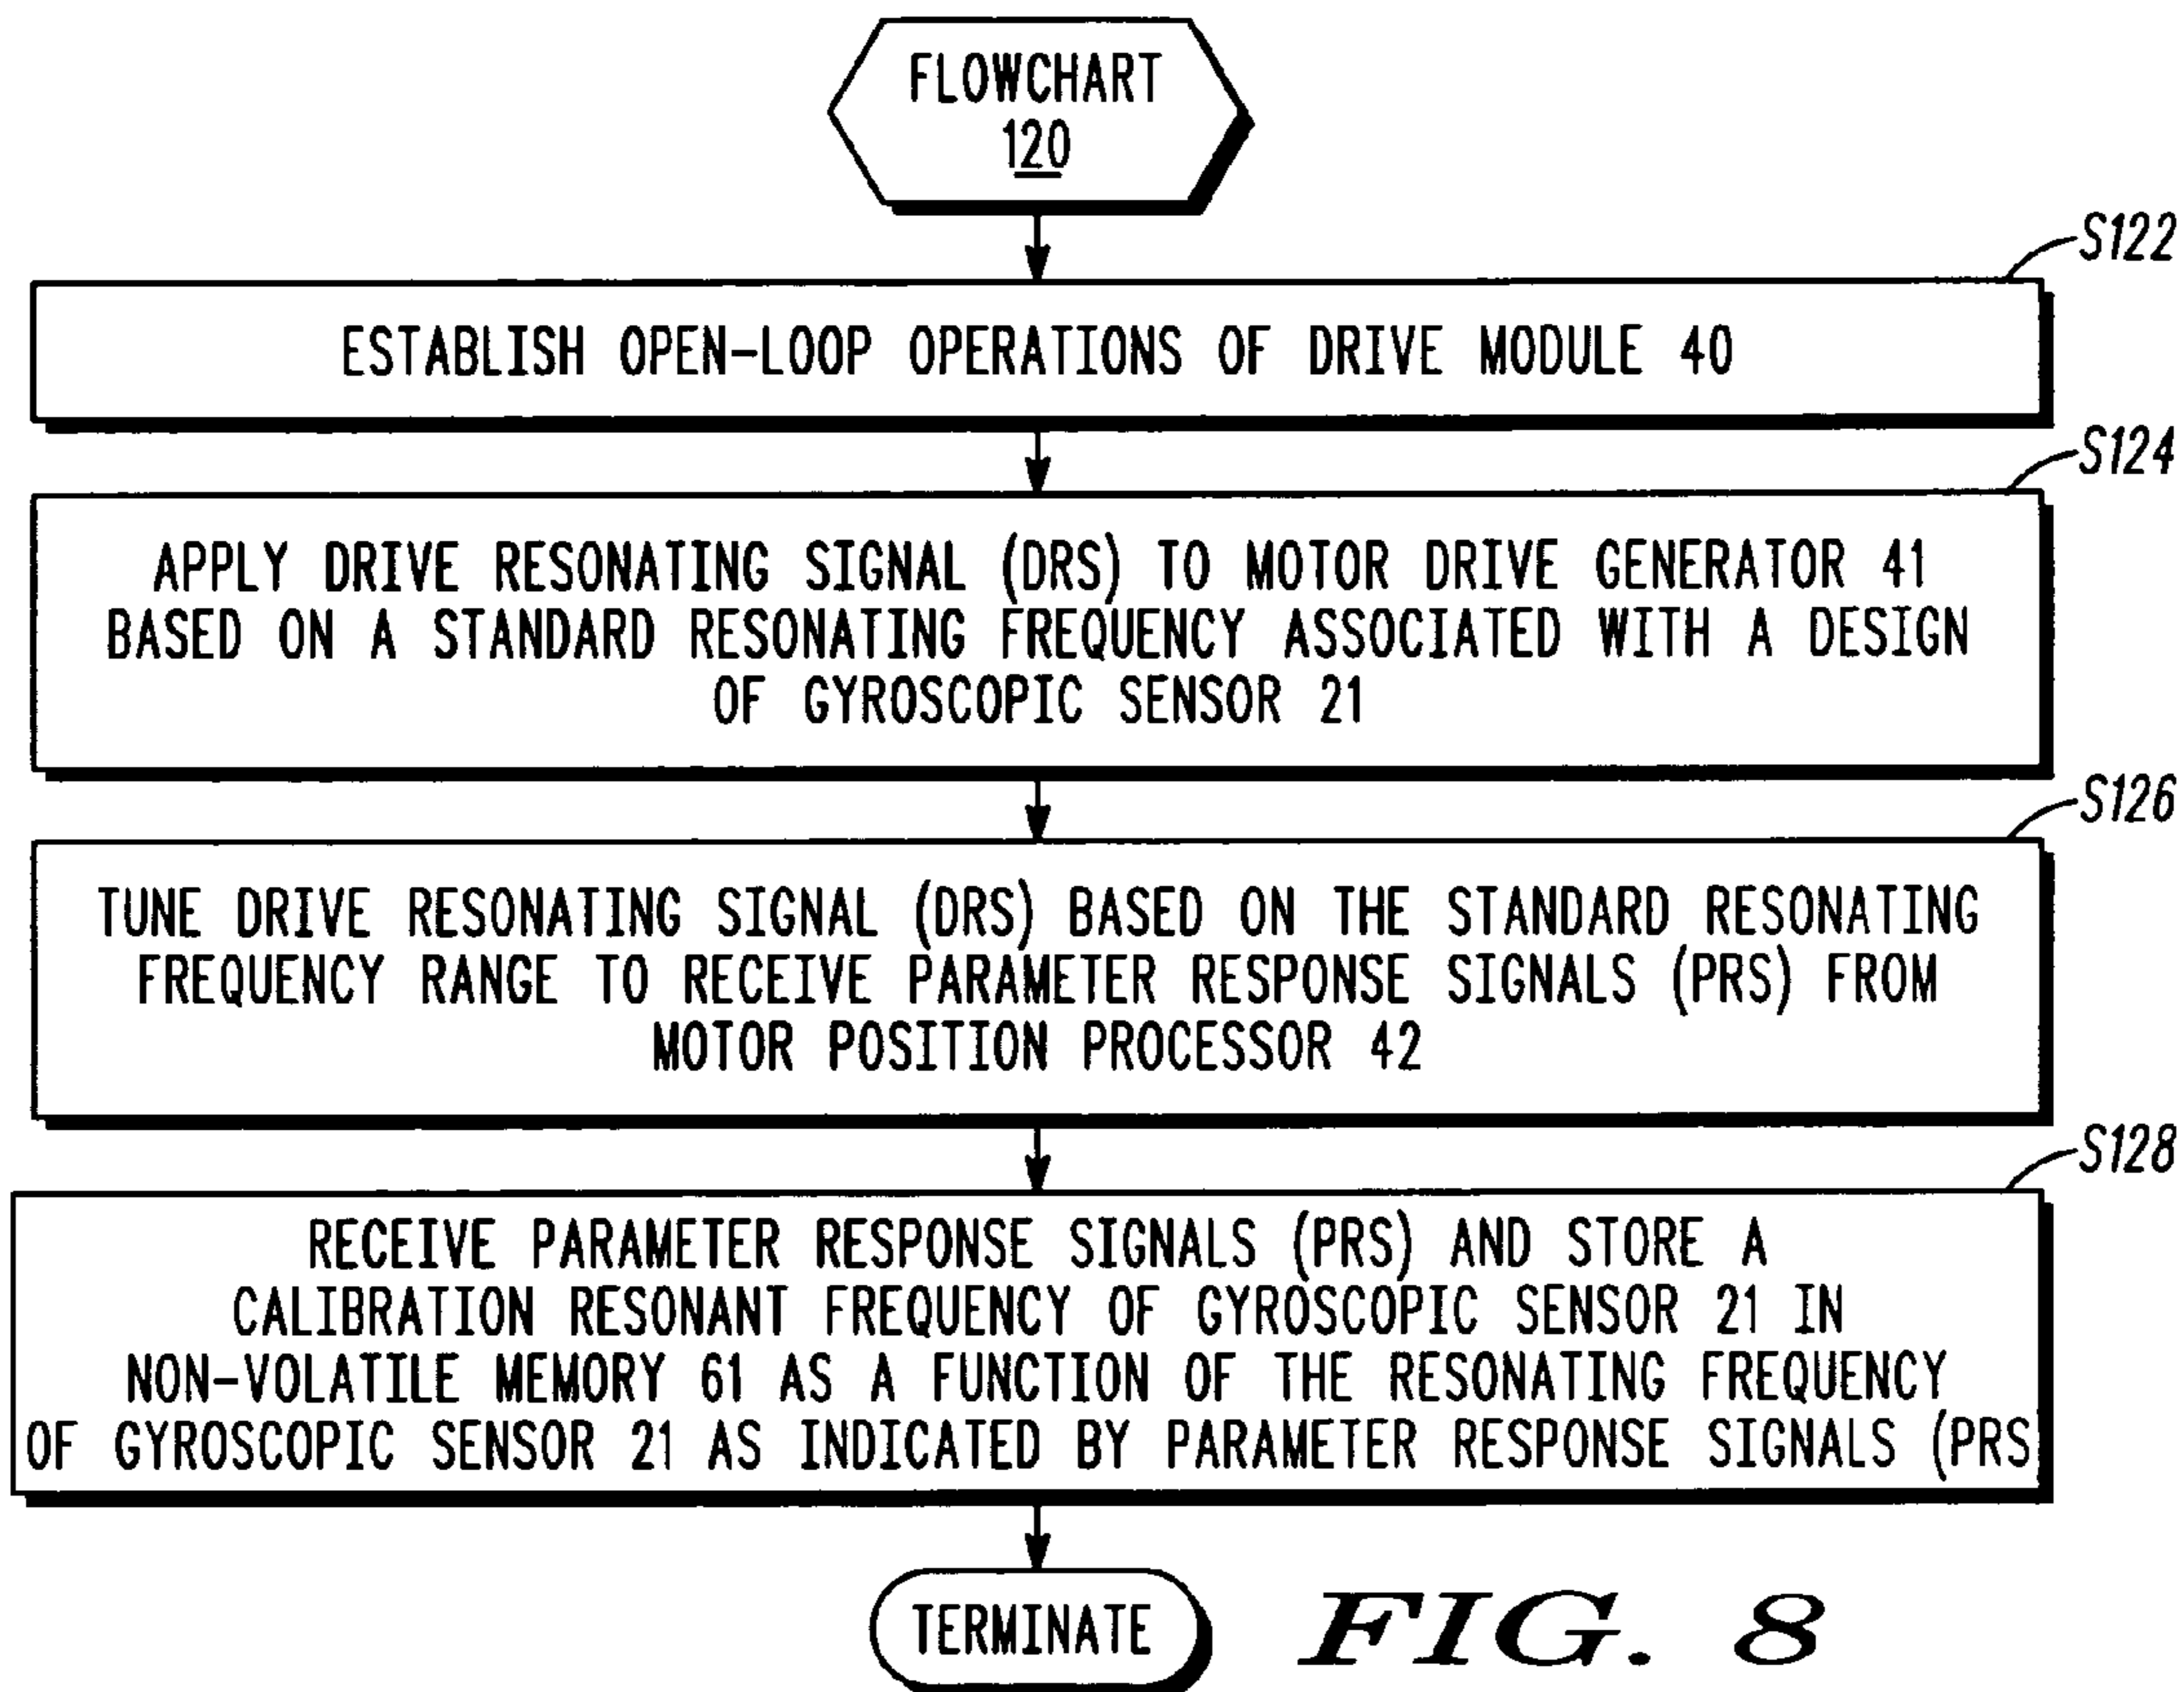 FLOWCHART
120
S122
ESTABLISH OPEN-LOOP OPERATIONS OF DRIVE MODULE 40
S124
APPLY DRIVE RESONATING SIGNAL (DRS) TO MOTOR DRIVE GENERATOR 41
BASED ON A STANDARD RESONATING FREQUENCY ASSOCIATED WITH A DESIGN
OF GYROSCOPIC SENSOR 21
S126
TUNE DRIVE RESONATING SIGNAL (DRS) BASED ON THE STANDARD RESONATING
FREQUENCY RANGE TO RECEIVE PARAMETER RESPONSE SIGNALS (PRS) FROM
MOTOR POSITION PROCESSOR 42
S128
RECEIVE PARAMETER RESPONSE SIGNALS (PRS) AND STORE A
CALIBRATION RESONANT FREQUENCY OF GYROSCOPIC SENSOR 21 IN
NON-VOLATILE MEMORY 61 AS A FUNCTION OF THE RESONATING FREQUENCY
OF GYROSCOPIC SENSOR 21 AS INDICATED BY PARAMETER RESPONSE SIGNALS (PRS
TERMINATE
FIG. 8